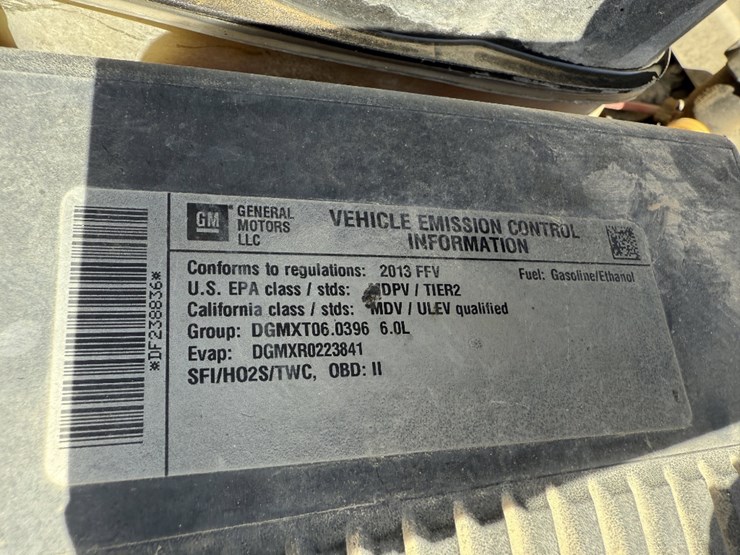 *DF238836*
GM
GENERAL
MOTORS
LLC
VEHICLE EMISSION CONTROL
INFORMATION
Conforms to regulations: 2013 FFV
Fuel: Gasoline/Ethanol
U.S. EPA class / stds: MDPV / TIER2
California class / stds: MDV / ULEV qualified
Group: DGMXT06.0396 6.0L
Evap: DGMXR0223841
SFI/HO2S/TWC, OBD: II